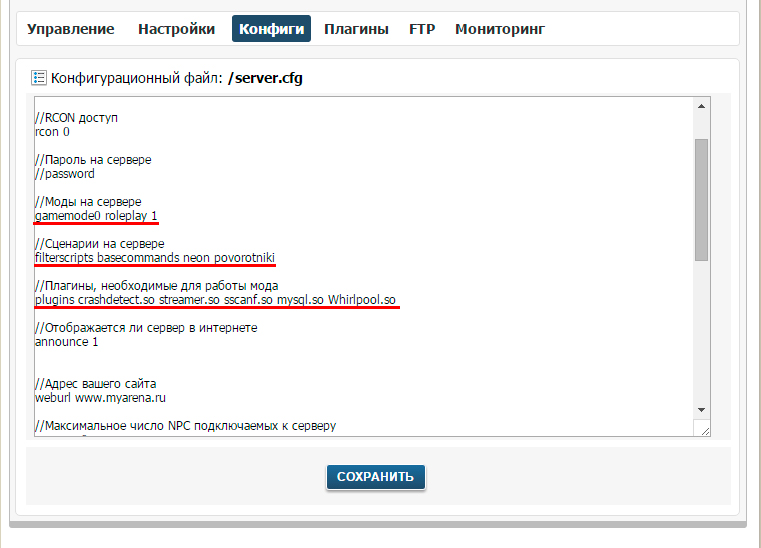 Управление Настройки Конфиги Плагины FTP Мониторинг
Конфигурационный файл: /server.cfg
//RCON доступ
rcon 0
//Пароль на сервере
//password
//Моды на сервере
gamemode0 roleplay 1
//Сценарии на сервере
filterscripts basecommands neon povorotniki
//Плагины, необходимые для работы мода
plugins crashdetect.so streamer.so sscanf.so mysql.so Whirlpool.so
//Отображается ли сервер в интернете
announce 1
//Адрес вашего сайта
weburl www.myarena.ru
//Максимальное число NPC подключаемых к серверу
СОХРАНИТЬ